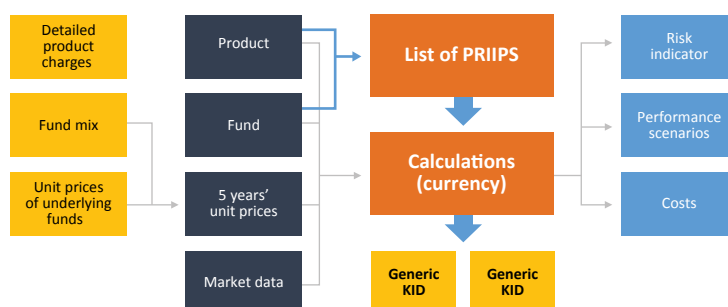 Detailed
product
charges
Product
List of PRIIPS
Risk
indicator
Fund mix
Fund
Performance
scenarios
Calculations
(currency)
Unit prices
of underlying
funds
5 years’
unit prices
Costs
Market data
Generic
KID
Generic
KID